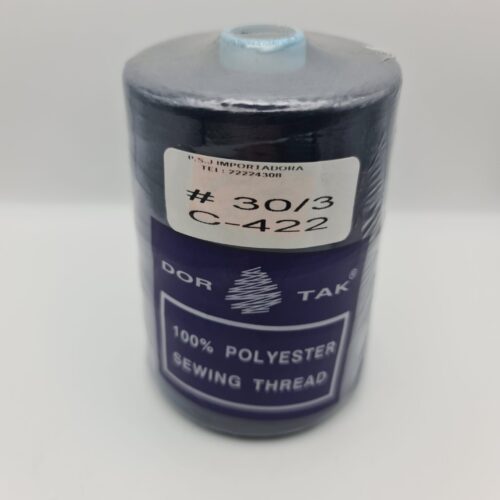 P.S.J IMPORTADORA
TEL: 22224308
# 30/3
C-422
DOR TAK®
100% POLYESTER
SEWING THREAD